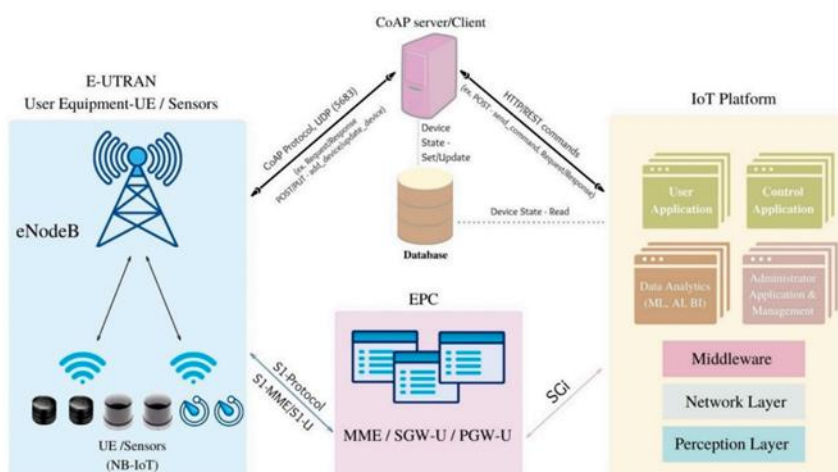 CoAP server/Client
E-UTRAN
User Equipment-UE / Sensors
eNodeB
UE /Sensors
(NB-IoT)
CoAP Protocol, UDP (5683)
(ex. Request/Response
POST/PUT - add_device/update_device)
Device
State -
Set/Update
HTTP/REST commands
(ex. POST - send_command, Request/Response)
Database
Device State - Read
EPC
S1-Protocol
S1-MME/S1-U
MME / SGW-U / PGW-U
SGi
IoT Platform
User
Application
Control
Application
Data Analytics
(ML, AI, BI)
Administrator
Application &
Management
Middleware
Network Layer
Perception Layer